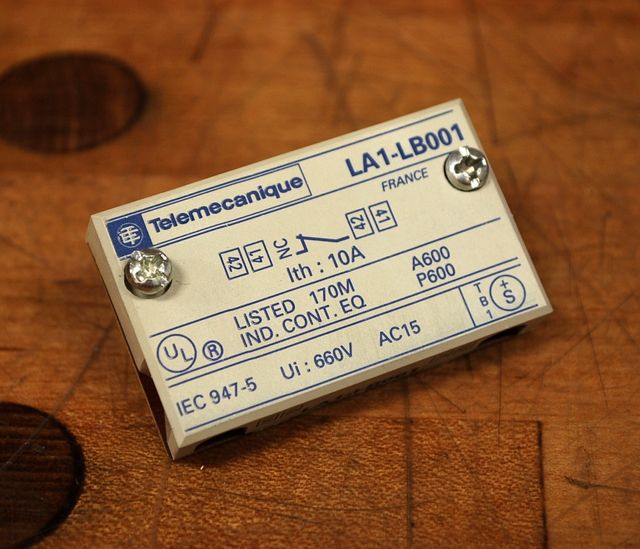 Telemecanique LA1-LB001
FRANCE
42 41 NC 42 41
Ith : 10A
LISTED 170M A600
IND. CONT. EQ P600
UL ® TB1 +S
IEC 947-5 Ui : 660V AC15